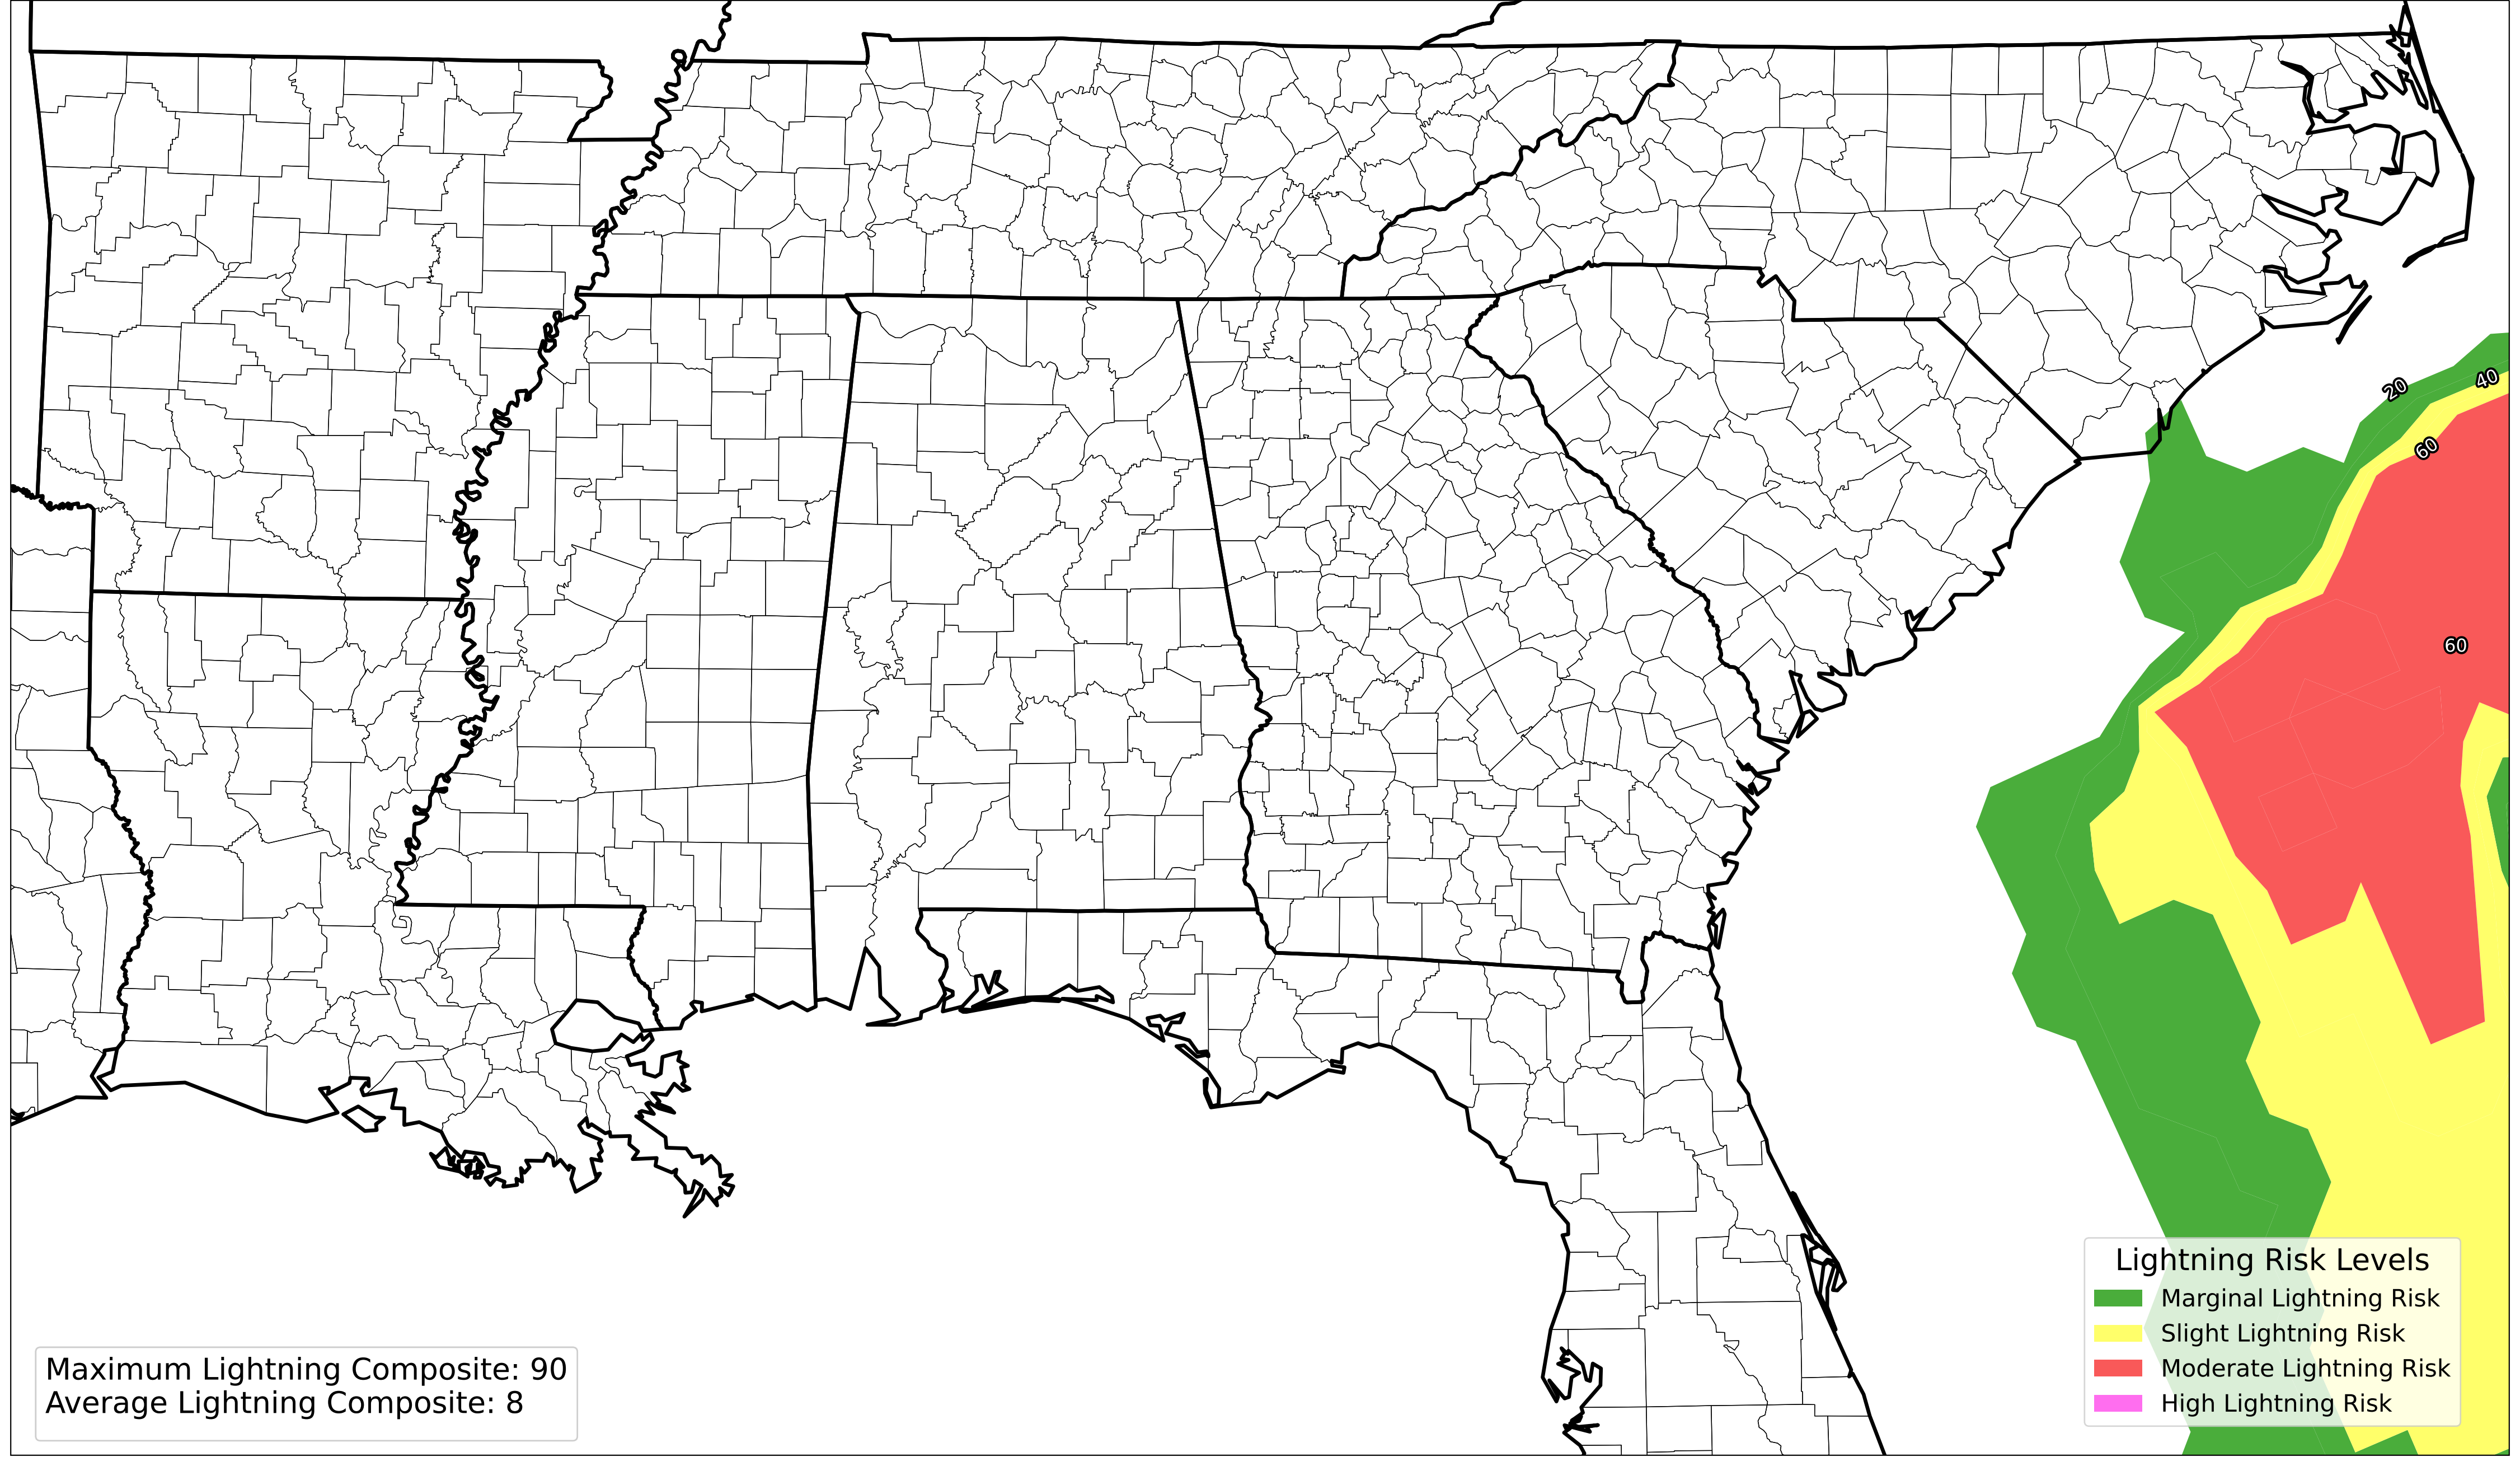 20
40
60
60
Lightning Risk Levels
Marginal Lightning Risk
Slight Lightning Risk
Moderate Lightning Risk
High Lightning Risk
Maximum Lightning Composite: 90
Average Lightning Composite: 8